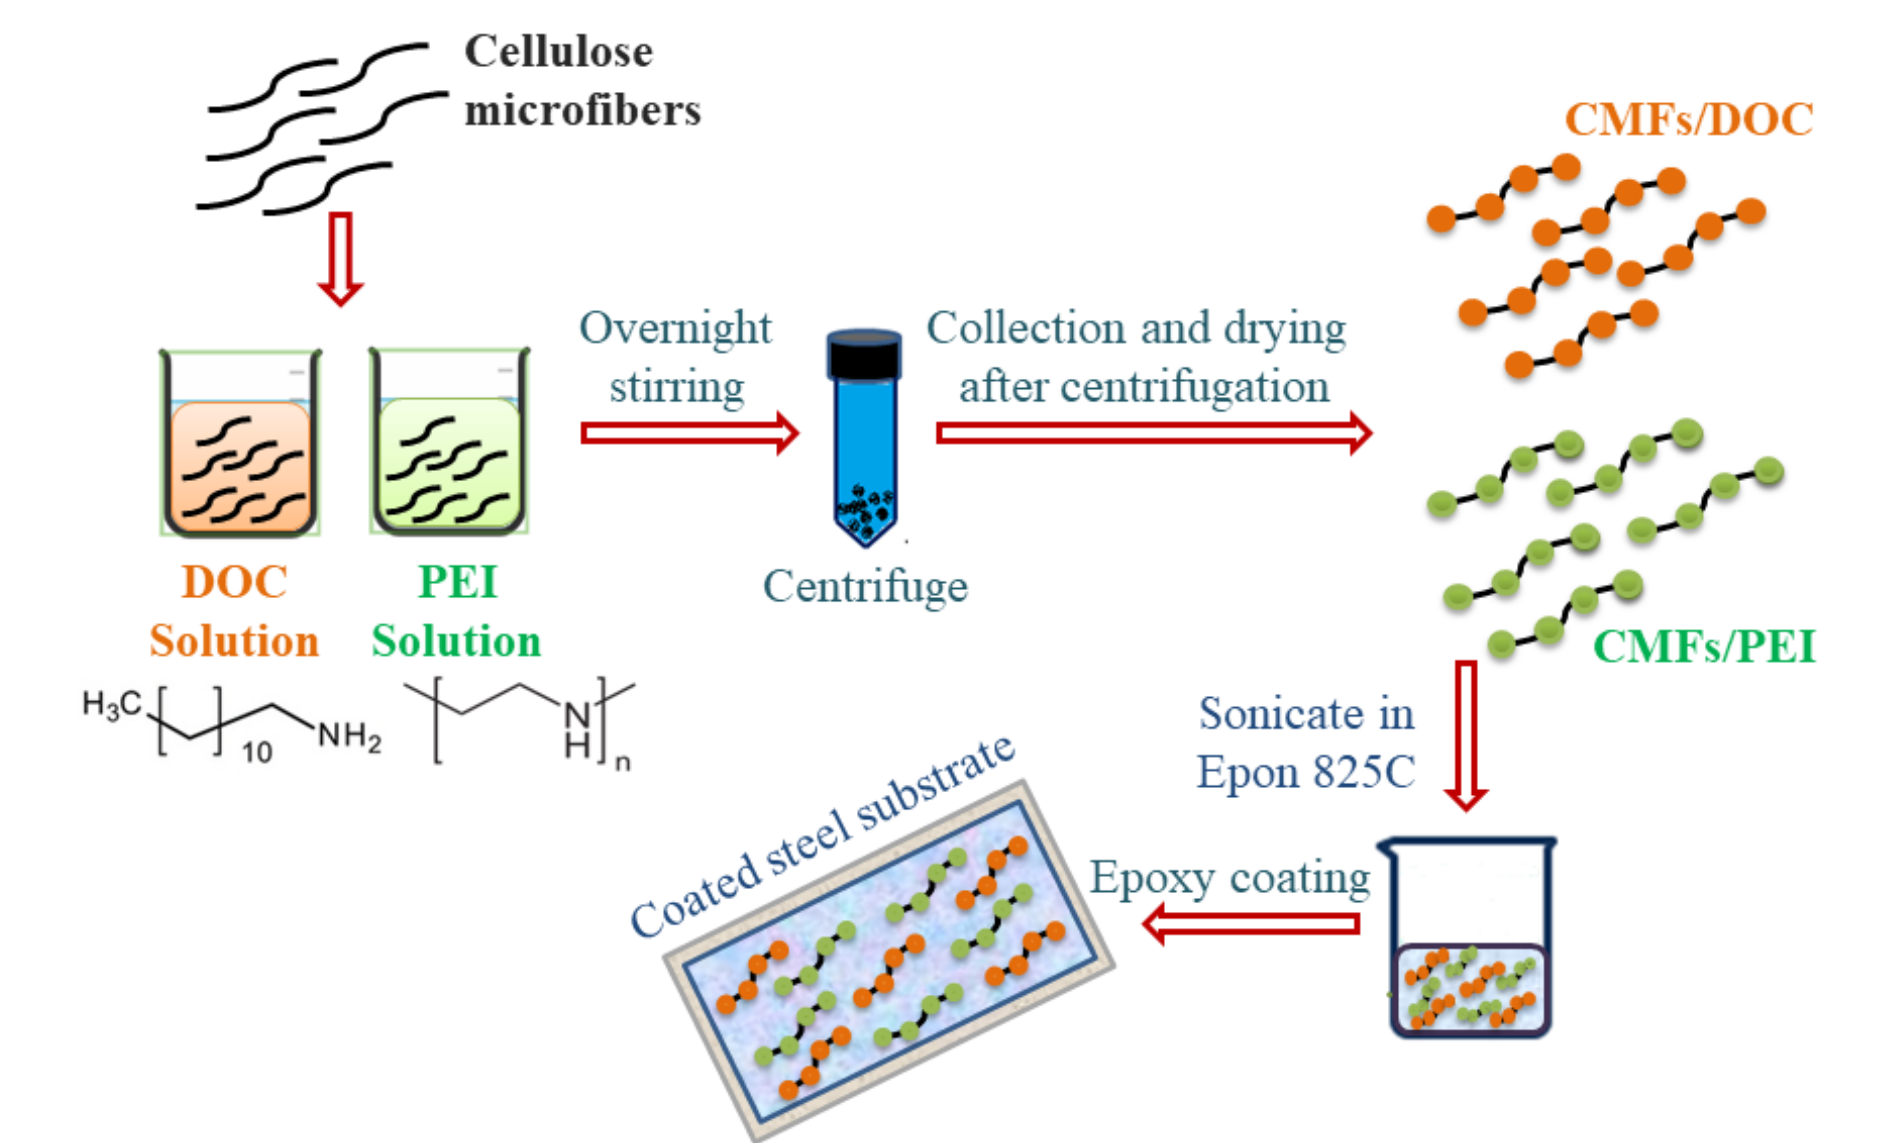 Cellulose
microfibers
CMFs/DOC
Overnight
stirring
Collection and drying
after centrifugation
Centrifuge
DOC
Solution
PEI
Solution
CMFs/PEI
H3C
10
NH2
N
H
n
Sonicate in
Epon 825C
Coated steel substrate
Epoxy coating